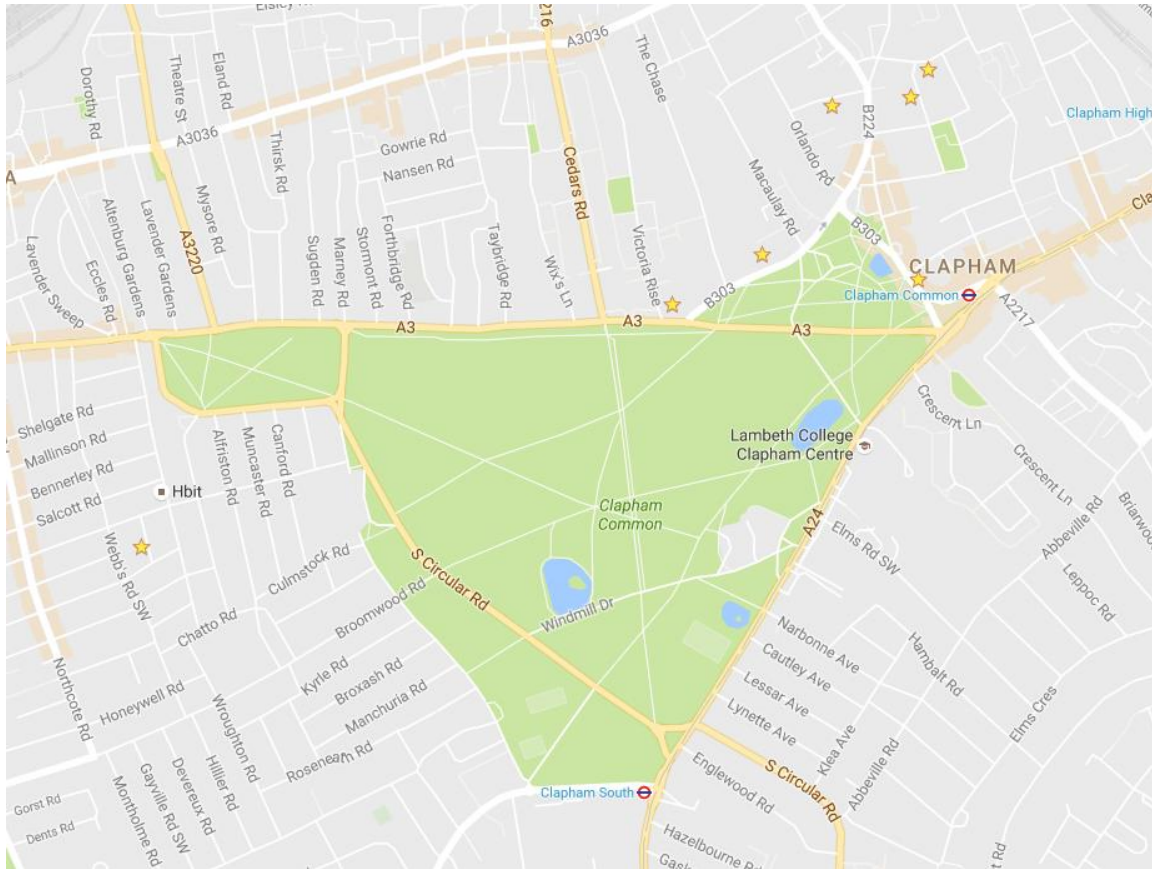 Elsley Rd
A3216
A3036
The Chase
Theatre St
Eland Rd
Dorothy Rd
B224
Clapham High
Orlando Rd
A3036
Thirsk Rd
Gowrie Rd
Nansen Rd
Cedars Rd
Macaulay Rd
Mysore Rd
Lavender Gardens
Altenburg Gardens
Eccles Rd
Lavender Sweep
A3220
Sugden Rd
Marney Rd
Stormont Rd
Forthbridge Rd
Taybridge Rd
Wix's Ln
Victoria Rise
B303
B303
Cla
CLAPHAM
Clapham Common
A2217
A3
A3
A3
Shelgate Rd
Mallinson Rd
Bennerley Rd
Salcott Rd
Alfriston Rd
Muncaster Rd
Canford Rd
Crescent Ln
Lambeth College
Clapham Centre
Crescent Ln
Hbit
Clapham
Common
A24
Elms Rd SW
Abbeville Rd
Briarwood
Leppoc Rd
Webb's Rd SW
Culmstock Rd
S Circular Rd
Chatto Rd
Broomwood Rd
Windmill Dr
Narbonne Ave
Cautley Ave
Hambalt Rd
Lessar Ave
Lynette Ave
Elms Cres
Northcote Rd
Honeywell Rd
Kyrle Rd
Broxash Rd
Manchuria Rd
Wroughton Rd
Klea Ave
Abbeville Rd
Rosenearth Rd
S Circular Rd
Englewood Rd
Clapham South
Gorst Rd
Dents Rd
Montholme Rd
Gayville Rd SW
Devereux Rd
Hillier Rd
Hazelbourne Rd
t Rd